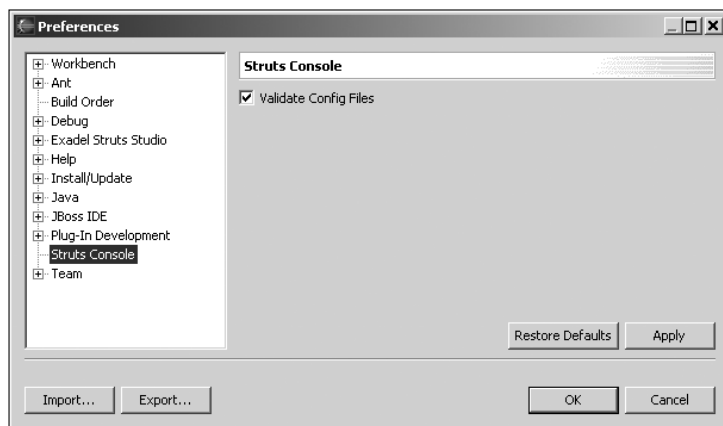 Preferences
Workbench
Ant
Build Order
Debug
Exadel Struts Studio
Help
Install/Update
Java
JBoss IDE
Plug-In Development
Struts Console
Team
Struts Console
Validate Config Files
Restore Defaults
Apply
Import...
Export...
OK
Cancel